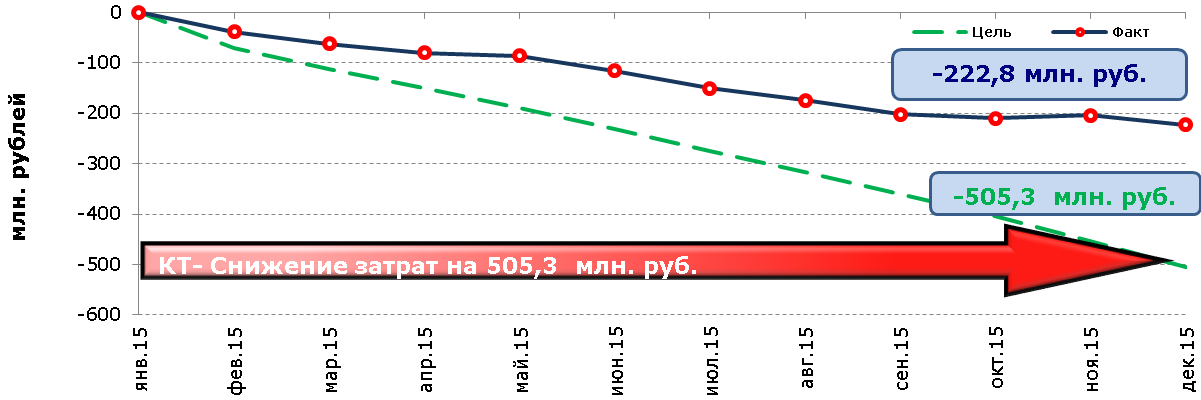 млн. рублей
0
-100
-200
-300
-400
-500
-600
Цель
Факт
-222,8 млн. руб.
-505,3 млн. руб.
КТ- Снижение затрат на 505,3 млн. руб.
янв.15
фев.15
мар.15
апр.15
май.15
июн.15
июл.15
авг.15
сен.15
окт.15
ноя.15
дек.15